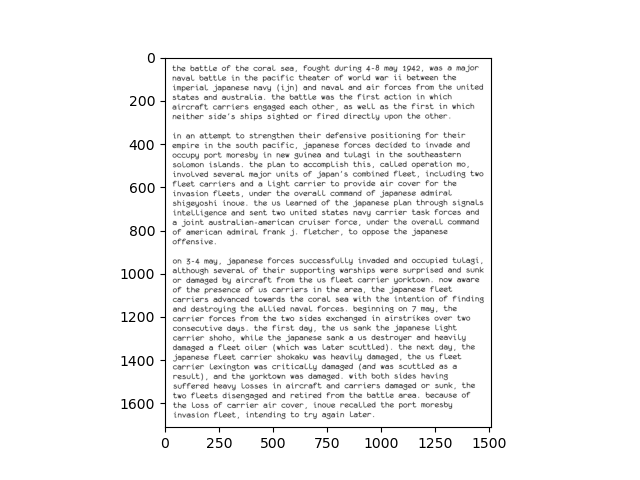 the battle of the coral sea, fought during 4-8 may 1942, was a major
naval battle in the pacific theater of world war ii between the
imperial japanese navy (ijn) and naval and air forces from the united
states and australia. the battle was the first action in which
aircraft carriers engaged each other, as well as the first in which
neither side's ships sighted or fired directly upon the other.
in an attempt to strengthen their defensive positioning for their
empire in the south pacific, japanese forces decided to invade and
occupy port moresby in new guinea and tulagi in the southeastern
solomon islands. the plan to accomplish this, called operation mo,
involved several major units of japan's combined fleet, including two
fleet carriers and a light carrier to provide air cover for the
invasion fleets, under the overall command of japanese admiral
shigeyoshi inoue. the us learned of the japanese plan through signals
intelligence and sent two united states navy carrier task forces and
a joint australian-american cruiser force, under the overall command
of american admiral frank j. fletcher, to oppose the japanese
offensive.
on 3-4 may, japanese forces successfully invaded and occupied tulagi,
although several of their supporting warships were surprised and sunk
or damaged by aircraft from the us fleet carrier yorktown. now aware
of the presence of us carriers in the area, the japanese fleet
carriers advanced towards the coral sea with the intention of finding
and destroying the allied naval forces. beginning on 7 may, the
carrier forces from the two sides exchanged in airstrikes over two
consecutive days. the first day, the us sank the japanese light
carrier shoho, while the japanese sank a us destroyer and heavily
damaged a fleet oiler (which was later scuttled). the next day, the
japanese fleet carrier shokaku was heavily damaged, the us fleet
carrier lexington was critically damaged (and was scuttled as a
result), and the yorktown was damaged. with both sides having
suffered heavy losses in aircraft and carriers damaged or sunk, the
two fleets disengaged and retired from the battle area. because of
the loss of carrier air cover, inoue recalled the port moresby
invasion fleet, intending to try again later.
0
200
400
600
800
1000
1200
1400
1600
0 250 500 750 1000 1250 1500